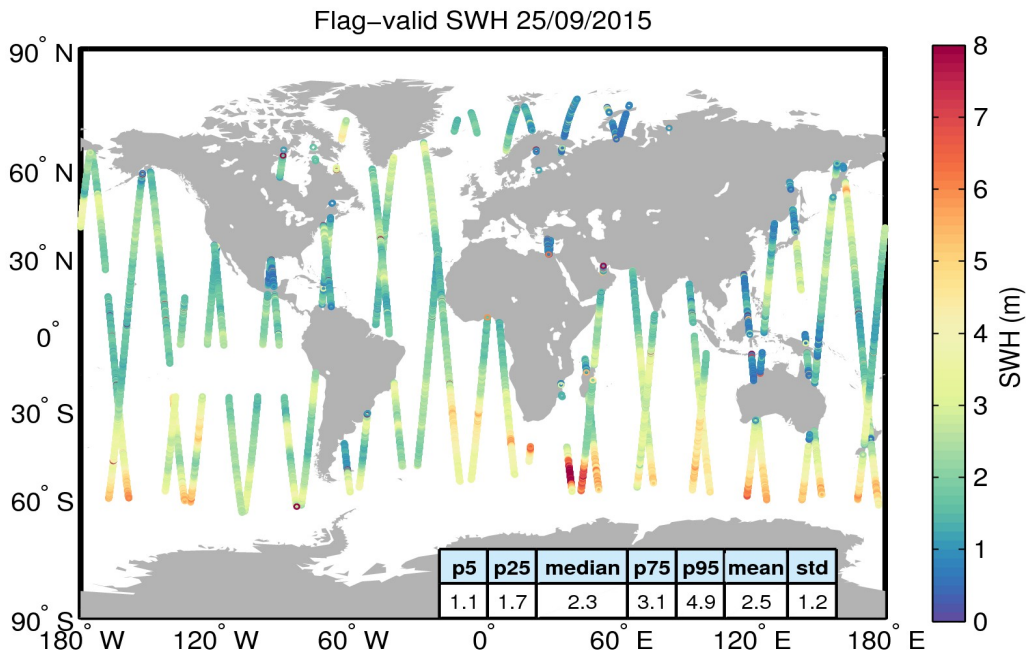 Flag−valid SWH 25/09/2015
90° N
60° N
30° N
0°
30° S
60° S
90° S
180° W
120° W
60° W
0°
60° E
120° E
180° E
p5 p25 median p75 p95 mean std
1.1 1.7 2.3 3.1 4.9 2.5 1.2
8
7
6
5
4
3
2
1
0
SWH (m)